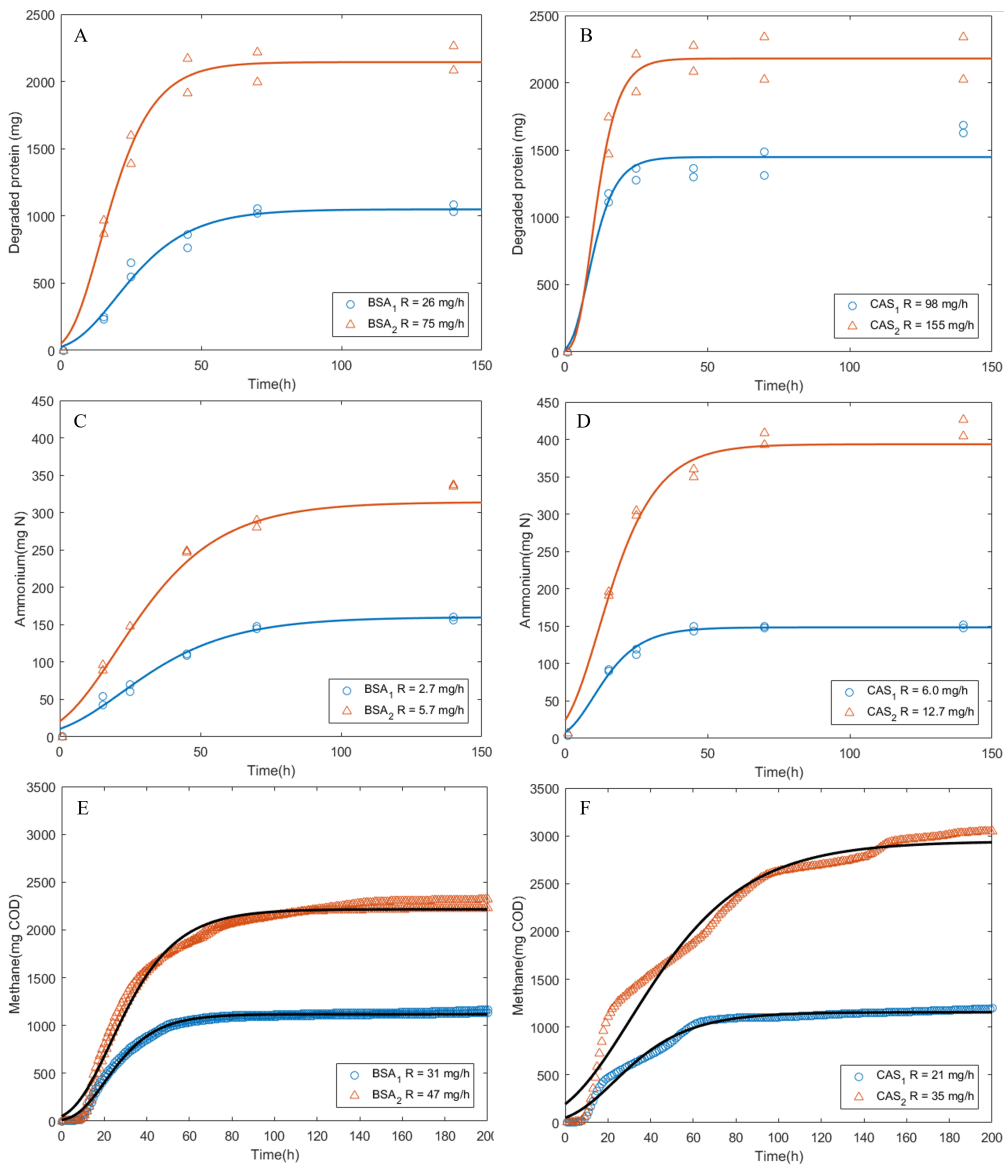 A
2500
2000
1500
1000
500
0
0 50 100 150
Degraded protein (mg)
Time(h)
BSA1 R = 26 mg/h
BSA2 R = 75 mg/h
B
2500
2000
1500
1000
500
0
0 50 100 150
Degraded protein (mg)
Time(h)
CAS1 R = 98 mg/h
CAS2 R = 155 mg/h
C
450
400
350
300
250
200
150
100
50
0
0 50 100 150
Ammonium(mg N)
Time(h)
BSA1 R = 2.7 mg/h
BSA2 R = 5.7 mg/h
D
450
400
350
300
250
200
150
100
50
0
0 50 100 150
Ammonium(mg N)
Time(h)
CAS1 R = 6.0 mg/h
CAS2 R = 12.7 mg/h
E
3500
3000
2500
2000
1500
1000
500
0
0 20 40 60 80 100 120 140 160 180 200
Methane(mg COD)
Time(h)
BSA1 R = 31 mg/h
BSA2 R = 47 mg/h
F
3500
3000
2500
2000
1500
1000
500
0
0 20 40 60 80 100 120 140 160 180 200
Methane(mg COD)
Time(h)
CAS1 R = 21 mg/h
CAS2 R = 35 mg/h